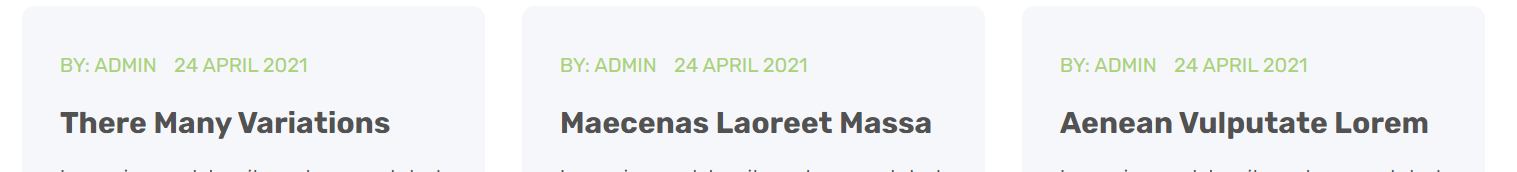 BY: ADMIN 24 APRIL 2021
There Many Variations
BY: ADMIN 24 APRIL 2021
Maecenas Laoreet Massa
BY: ADMIN 24 APRIL 2021
Aenean Vulputate Lorem